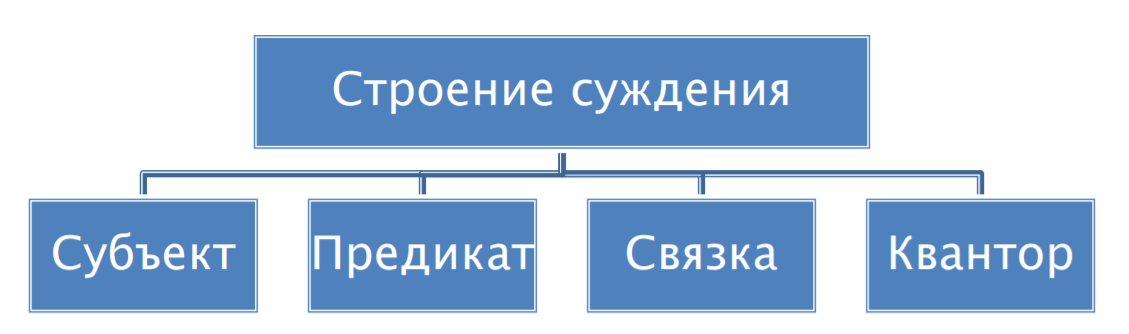 Строение суждения
Субъект
Предикат
Связка
Квантор